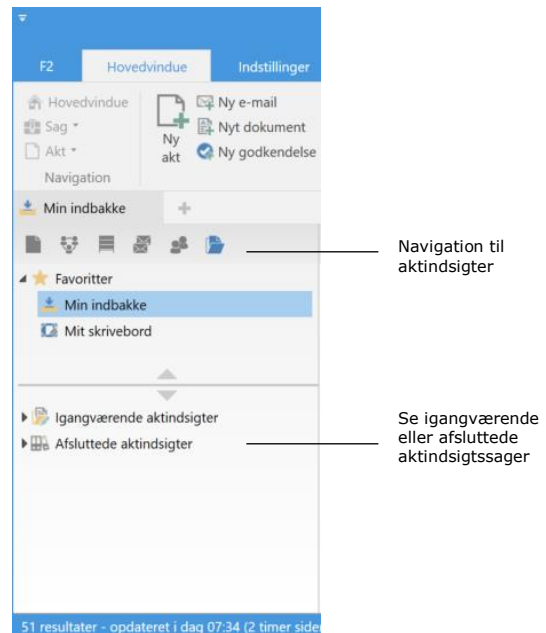 F2
Hovedvindue
Indstillinger
Hovedvindue
Sag
Akt
Navigation
Ny
akt
Ny e-mail
Nyt dokument
Ny godkendelse
Min indbakke
Navigation til
aktindsigter
Favoritter
Min indbakke
Mit skrivebord
Igangværende aktindsigter
Afsluttede aktindsigter
Se igangværende
eller afsluttede
aktindsigtssager
51 resultater - opdateret i dag 07:34 (2 timer siden